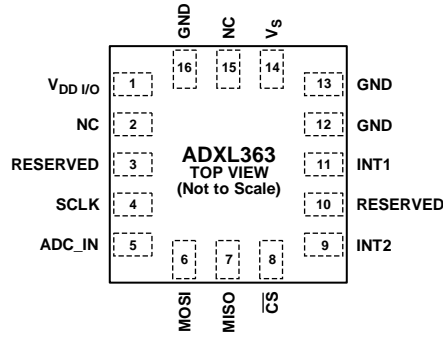 GND
NC
VS
16
15
14
VDD I/O
1
13
GND
NC
2
12
GND
RESERVED
3
ADXL363
TOP VIEW
(Not to Scale)
11
INT1
SCLK
4
10
RESERVED
ADC_IN
5
9
INT2
6
7
8
MOSI
MISO
CS